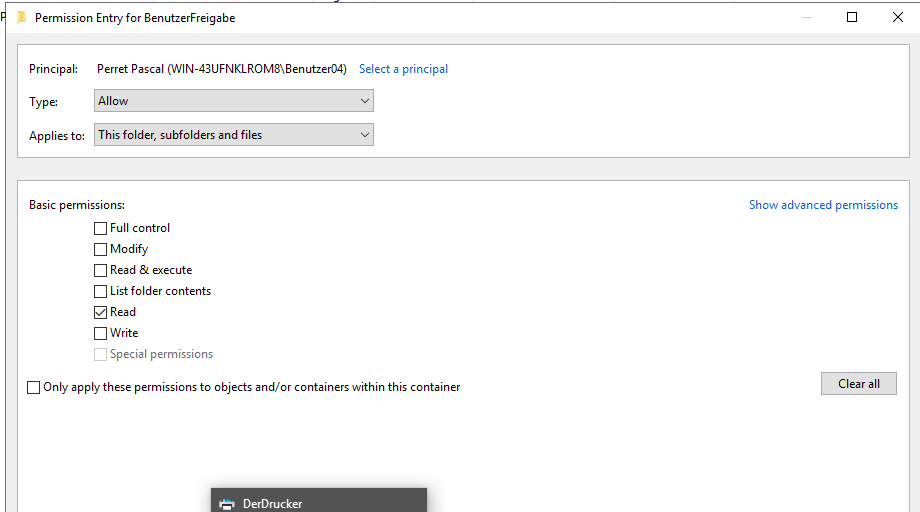 Permission Entry for BenutzerFreigabe
Principal: Perret Pascal (WIN-43UFNKLROM8\Benutzer04) Select a principal
Type: Allow
Applies to: This folder, subfolders and files
Basic permissions: Show advanced permissions
Full control
Modify
Read & execute
List folder contents
Read
Write
Special permissions
Only apply these permissions to objects and/or containers within this container
Clear all
DerDrucker